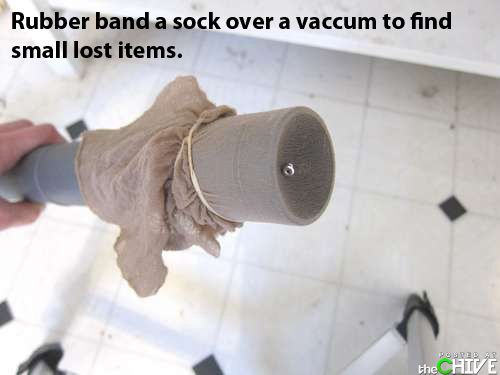 Rubber band a sock over a vaccum to find
small lost items.
POSTED AT
theCHIVE